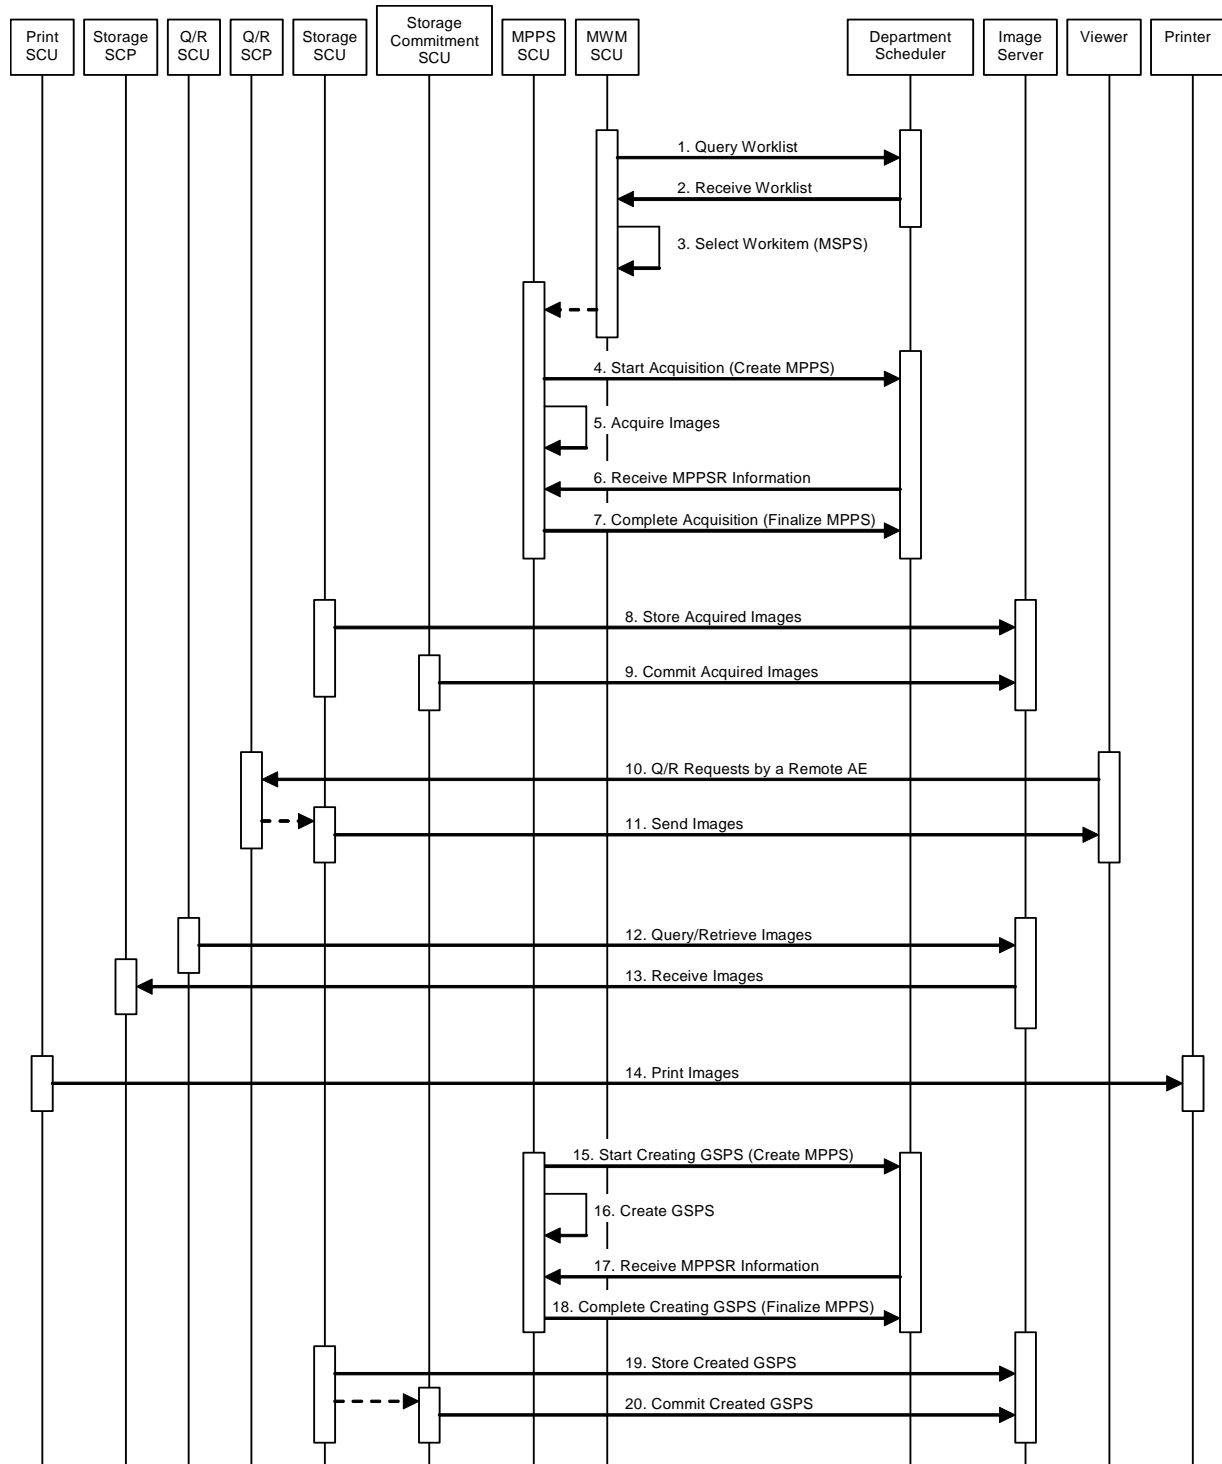 Print
SCU
Storage
SCP
Q/R
SCU
Q/R
SCP
Storage
SCU
Storage
Commitment
SCU
MPPS
SCU
MWM
SCU
Department
Scheduler
Image
Server
Viewer
Printer
1. Query Worklist
2. Receive Worklist
3. Select Workitem (MSPS)
4. Start Acquisition (Create MPPS)
5. Acquire Images
6. Receive MPPSR Information
7. Complete Acquisition (Finalize MPPS)
8. Store Acquired Images
9. Commit Acquired Images
10. Q/R Requests by a Remote AE
11. Send Images
12. Query/Retrieve Images
13. Receive Images
14. Print Images
15. Start Creating GSPS (Create MPPS)
16. Create GSPS
17. Receive MPPSR Information
18. Complete Creating GSPS (Finalize MPPS)
19. Store Created GSPS
20. Commit Created GSPS